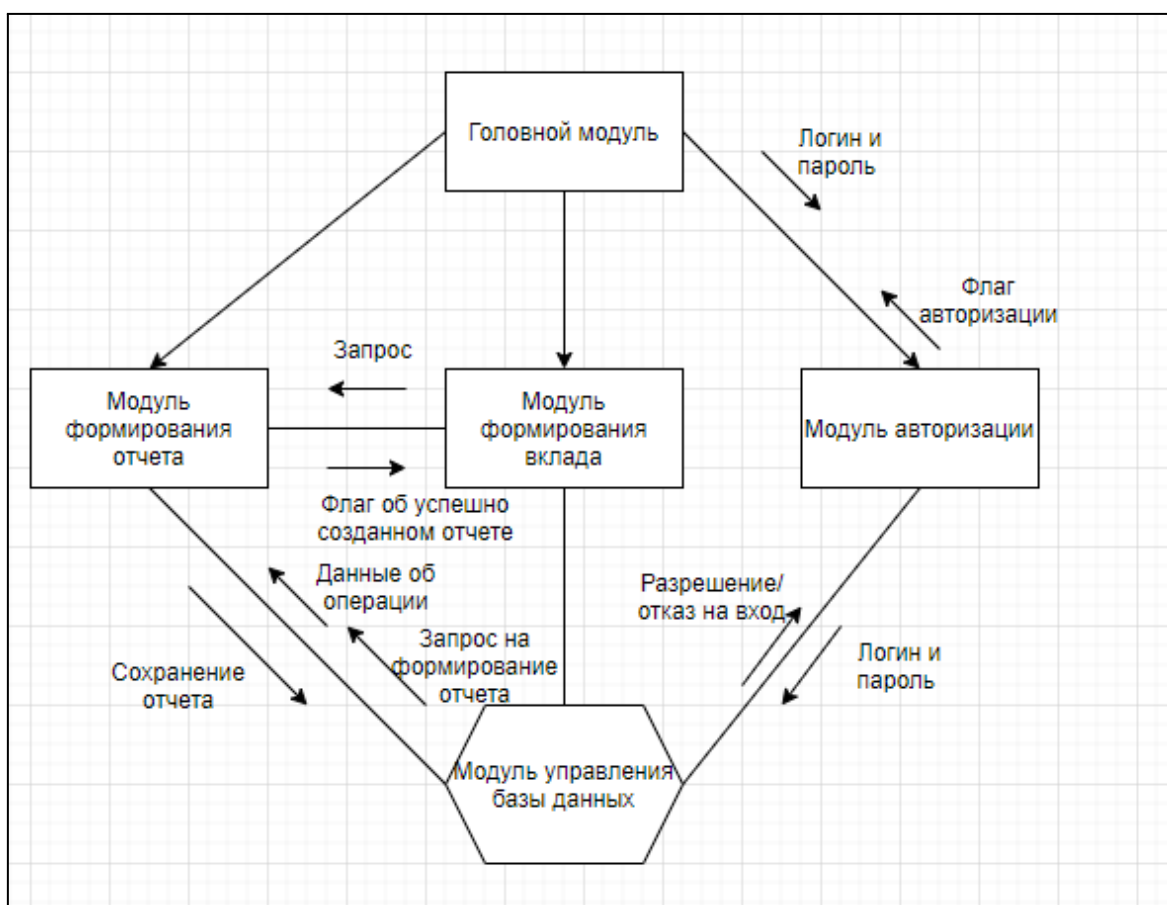 Головной модуль
Логин и
пароль
Флаг
авторизации
Запрос
Модуль
формирования
отчета
Модуль
формирования
вклада
Модуль авторизации
Флаг об успешно
созданном отчете
Данные об
операции
Разрешение/
отказ на вход
Запрос на
формирование
отчета
Сохранение
отчета
Логин и
пароль
Модуль управления
базы данных